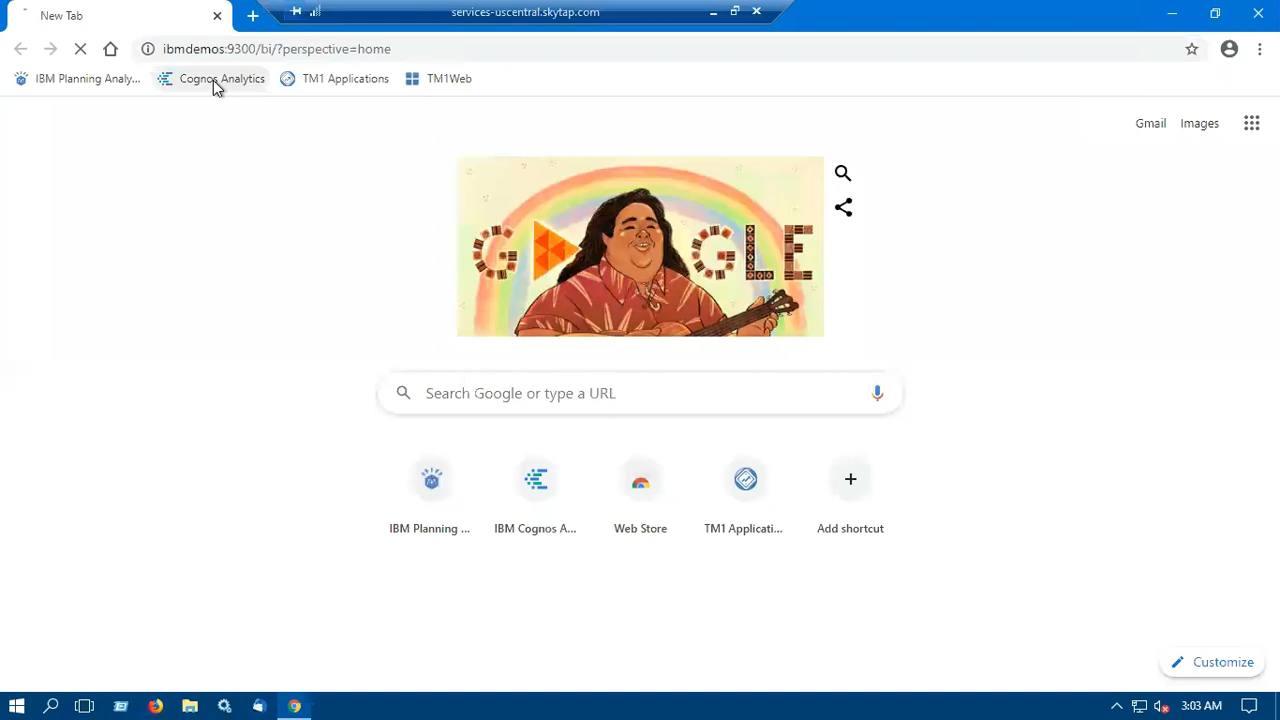 New Tab
services-uscentral.skytap.com
ibmdemos:9300/bi/?perspective=home
IBM Planning Analy... Cognos Analytics TM1 Applications TM1Web
Gmail Images
G GLE
Search Google or type a URL
IBM Planning ... IBM Cognos A... Web Store TM1 Applicati... Add shortcut
Customize
3:03 AM